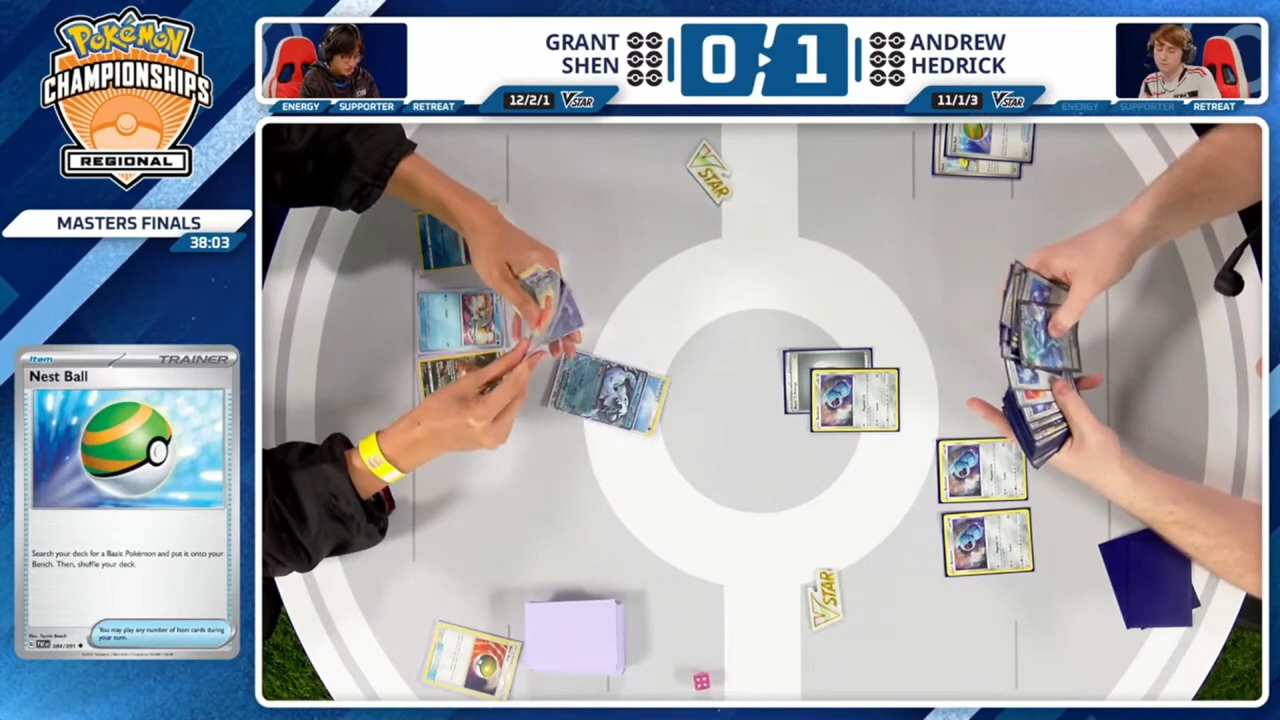 Pokémon
CHAMPIONSHIPS
REGIONAL
MASTERS FINALS
38:03
GRANT
SHEN
0
1
ANDREW
HEDRICK
ENERGY SUPPORTER RETREAT
12/2/1 VSTAR
11/1/3 VSTAR
ENERGY SUPPORTER RETREAT
VSTAR
VSTAR
Item TRAINER
Nest Ball
Search your deck for a Basic Pokémon and put it onto your
Bench. Then, shuffle your deck.
You may play any number of Item cards during
your turn.